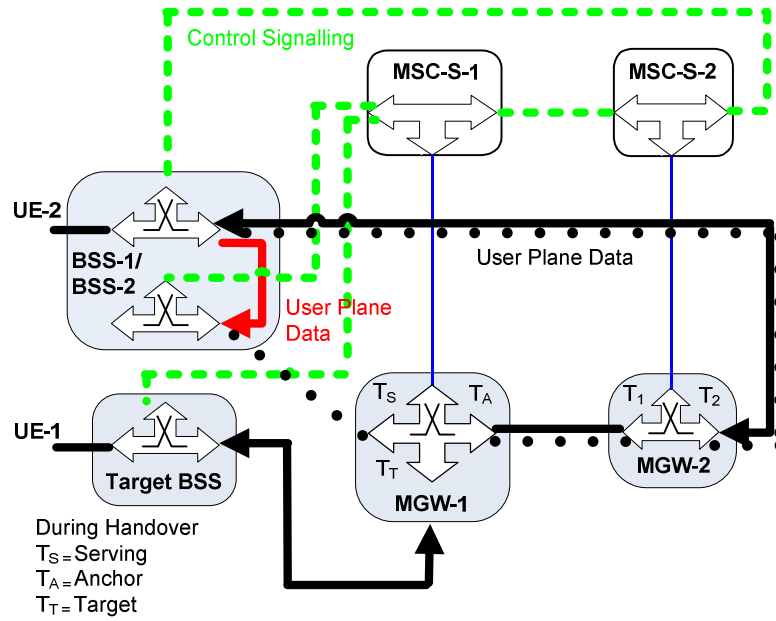 Control Signalling
MSC-S-1
MSC-S-2
UE-2
BSS-1/
BSS-2
User Plane Data
User Plane
Data
UE-1
Target BSS
TS
TA
TT
MGW-1
T1
T2
MGW-2
During Handover
TS=Serving
TA=Anchor
TT=Target